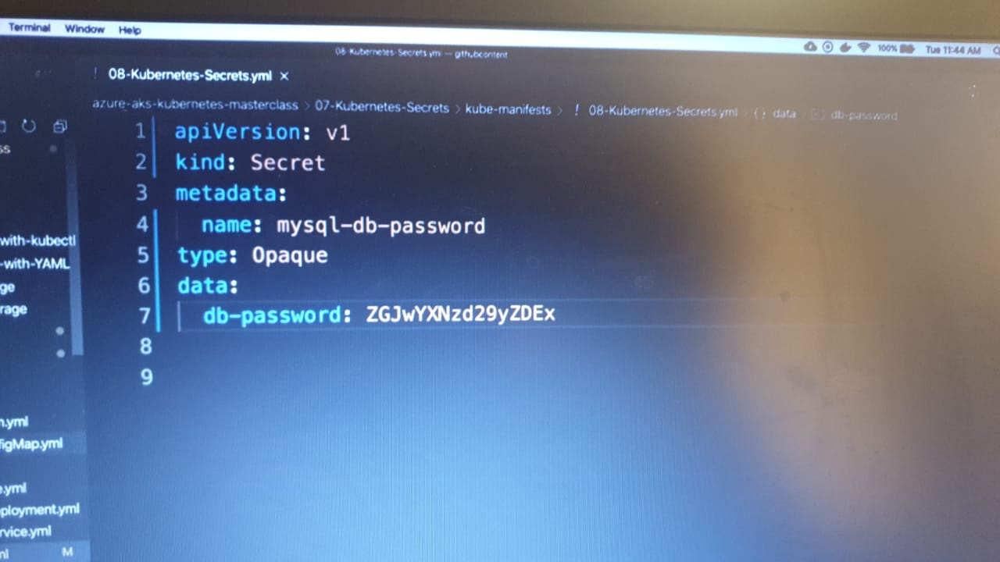 Terminal Window Help
08-Kubernetes-Secrets.yml — githubcontent
100% Tue 11:44 AM
! 08-Kubernetes-Secrets.yml ×
azure-aks-kubernetes-masterclass > 07-Kubernetes-Secrets > kube-manifests > ! 08-Kubernetes-Secrets.yml > {} data > db-password
1 apiVersion: v1
2 kind: Secret
3 metadata:
4 name: mysql-db-password
5 type: Opaque
6 data:
7 db-password: ZGJwYXNzd29yZDEx
8
9
ss
with-kubectl
-with-YAML
ge
rage
n.yml
figMap.yml
e.yml
ployment.yml
rvice.yml
ml M